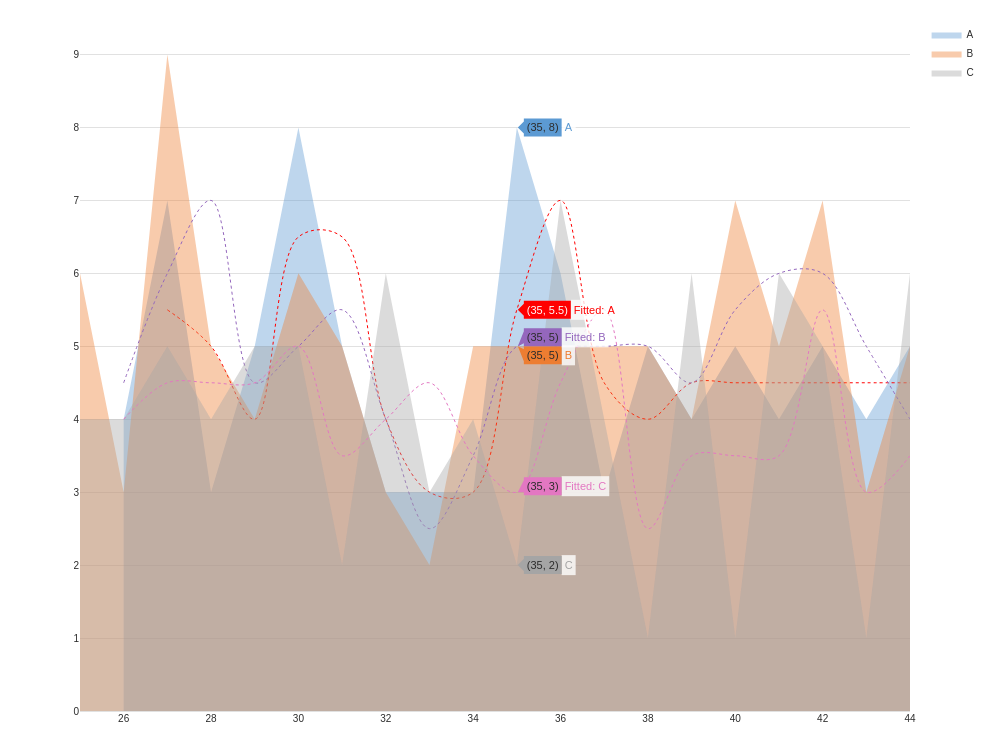 A
B
C
9
8
7
6
5
4
3
2
1
0
(35, 8) A
(35, 5.5) Fitted: A
(35, 5) Fitted: B
(35, 5) B
(35, 3) Fitted: C
(35, 2) C
26 28 30 32 34 36 38 40 42 44